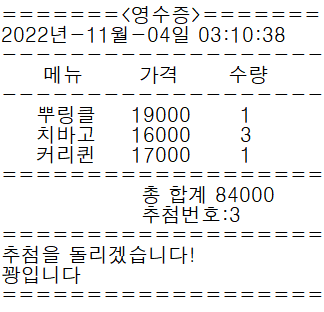 =======<영수증>=======
2022년-11월-04일 03:10:38
- - - - - - - - - - - - - - - - - - -
메뉴 가격 수량
- - - - - - - - - - - - - - - - - - -
뿌링클 19000 1
치바고 16000 3
커리퀸 17000 1
===================
총 합계 84000
추첨번호:3
===================
추첨을 돌리겠습니다!
꽝입니다
===================